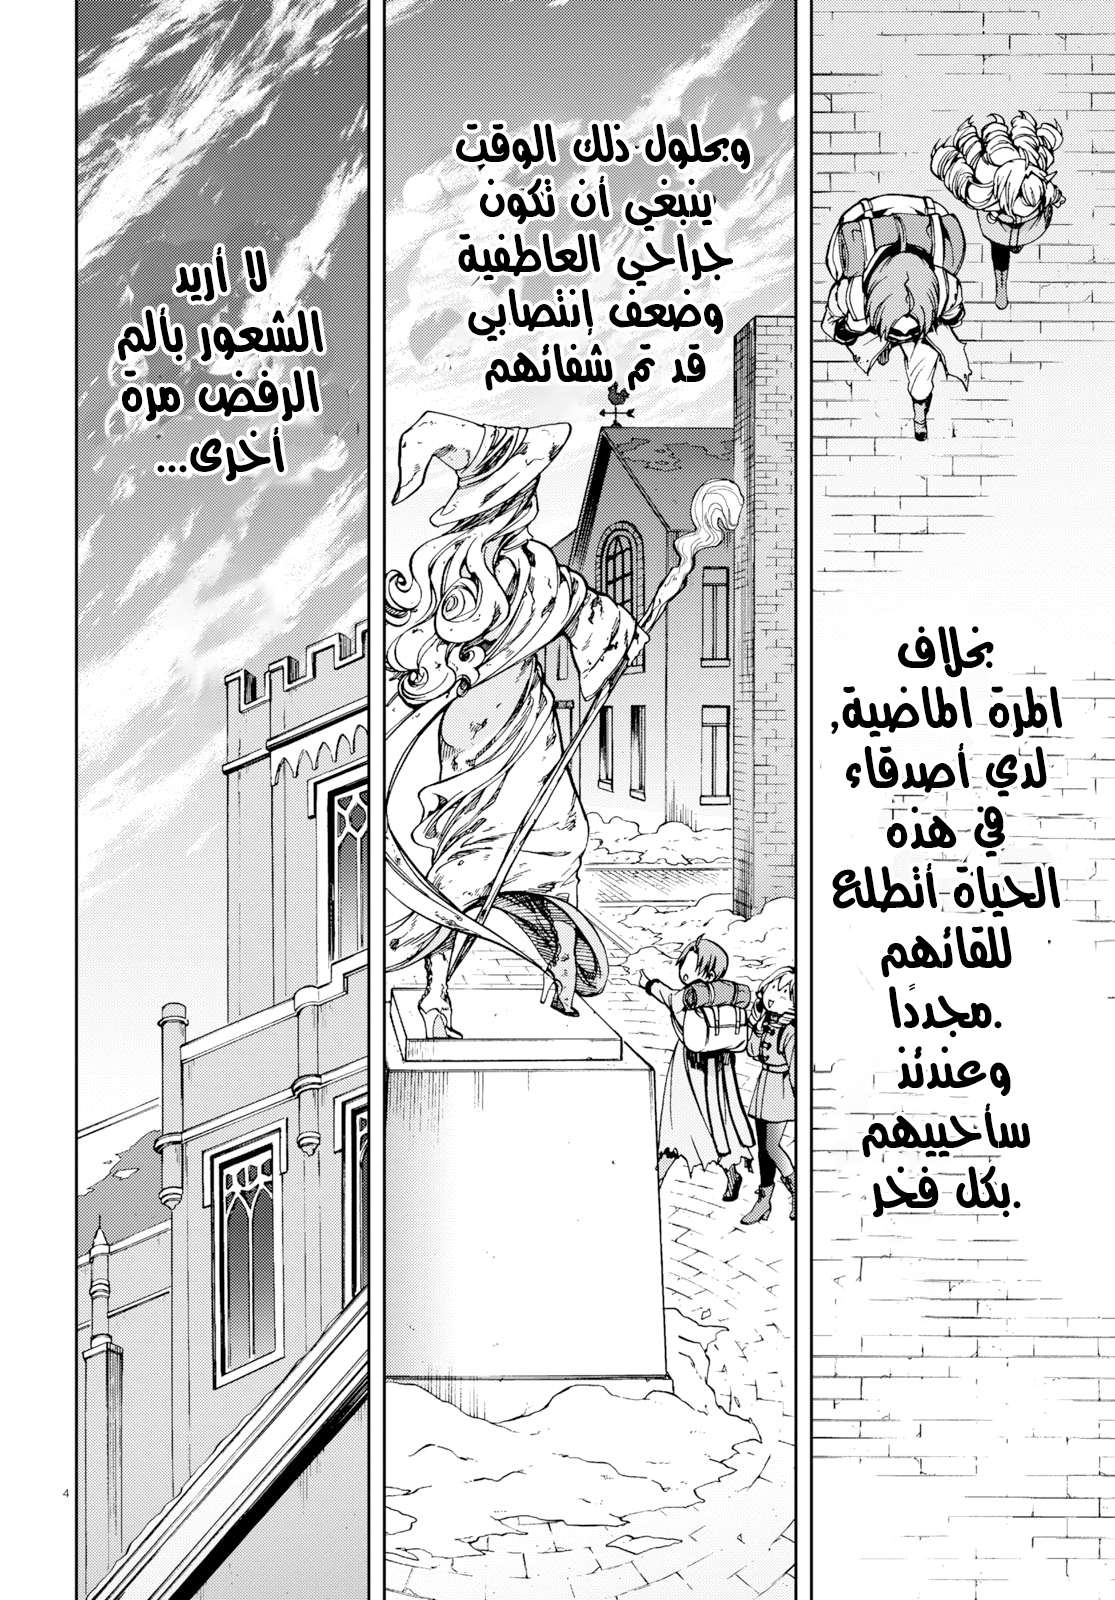 بخلاف
المرة الماضية,
لدي أصدقاء
في هذه
الحياة أتطلع
للقائهم
مجددًا.
وعندئذ
سأحييهم
بكل فخر.
وبحلول ذلك الوقت
ينبغي أن تكون
جراحي العاطفية
وضعف إنتصابي
قد تم شفائهم
لا أريد
الشعور بألم
الرفض مرة
أخرى...
4